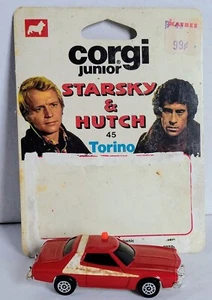 corgi
junior
STARSKY
& HUTCH
45
Torino
99¢